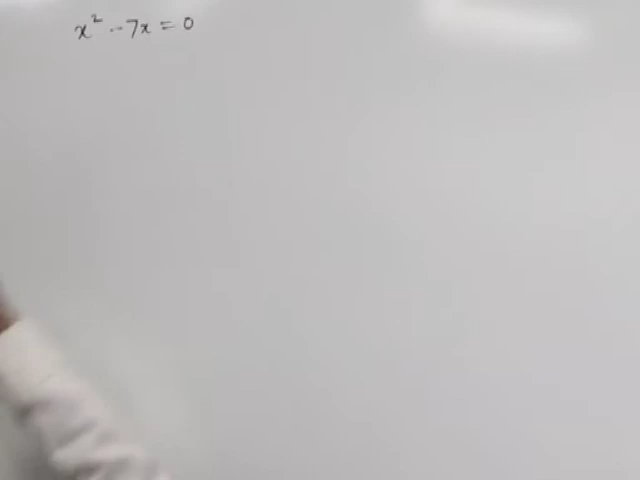 x² - 7x = 0